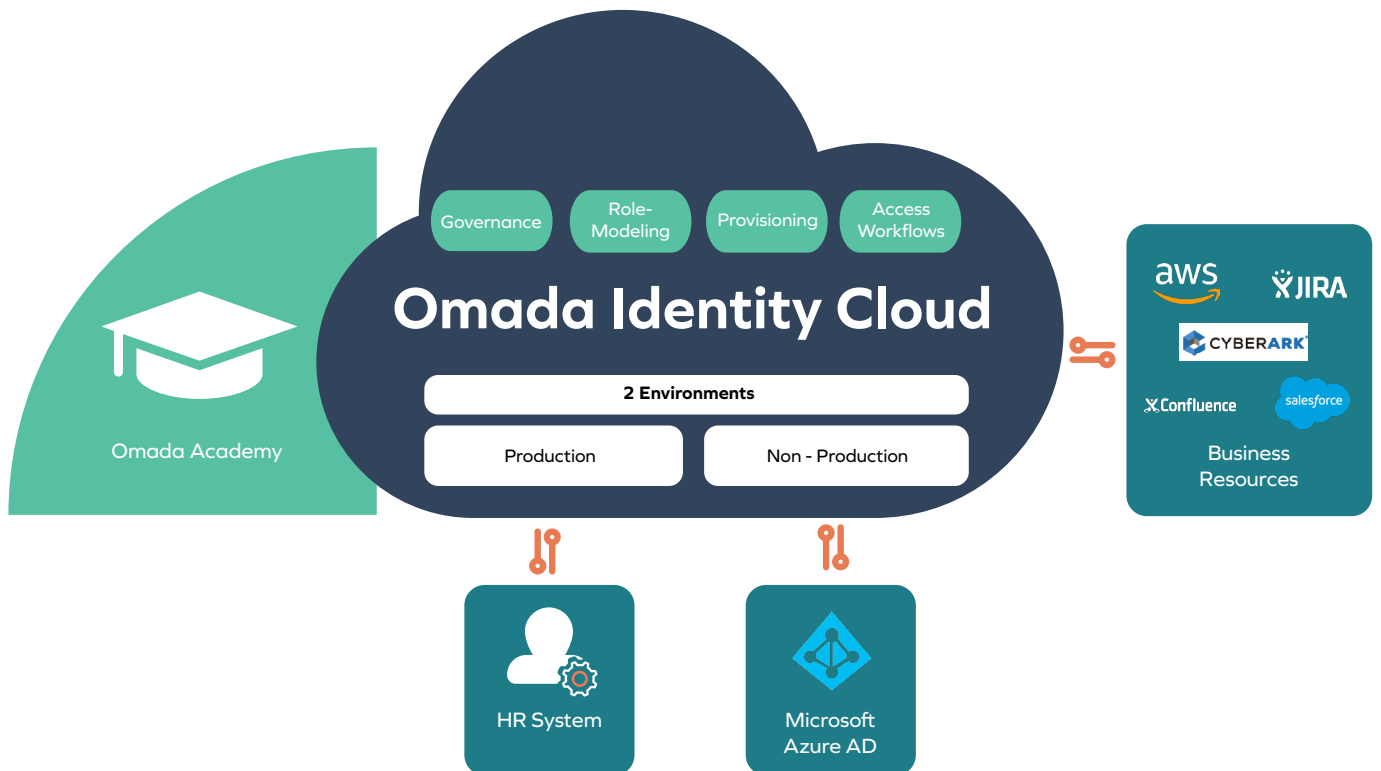 Governance
Role-
Modeling
Provisioning
Access
Workflows
Omada Identity Cloud
2 Environments
Production
Non - Production
Omada Academy
aws
JIRA
CYBERARK®
Confluence
salesforce
Business
Resources
HR System
Microsoft
Azure AD